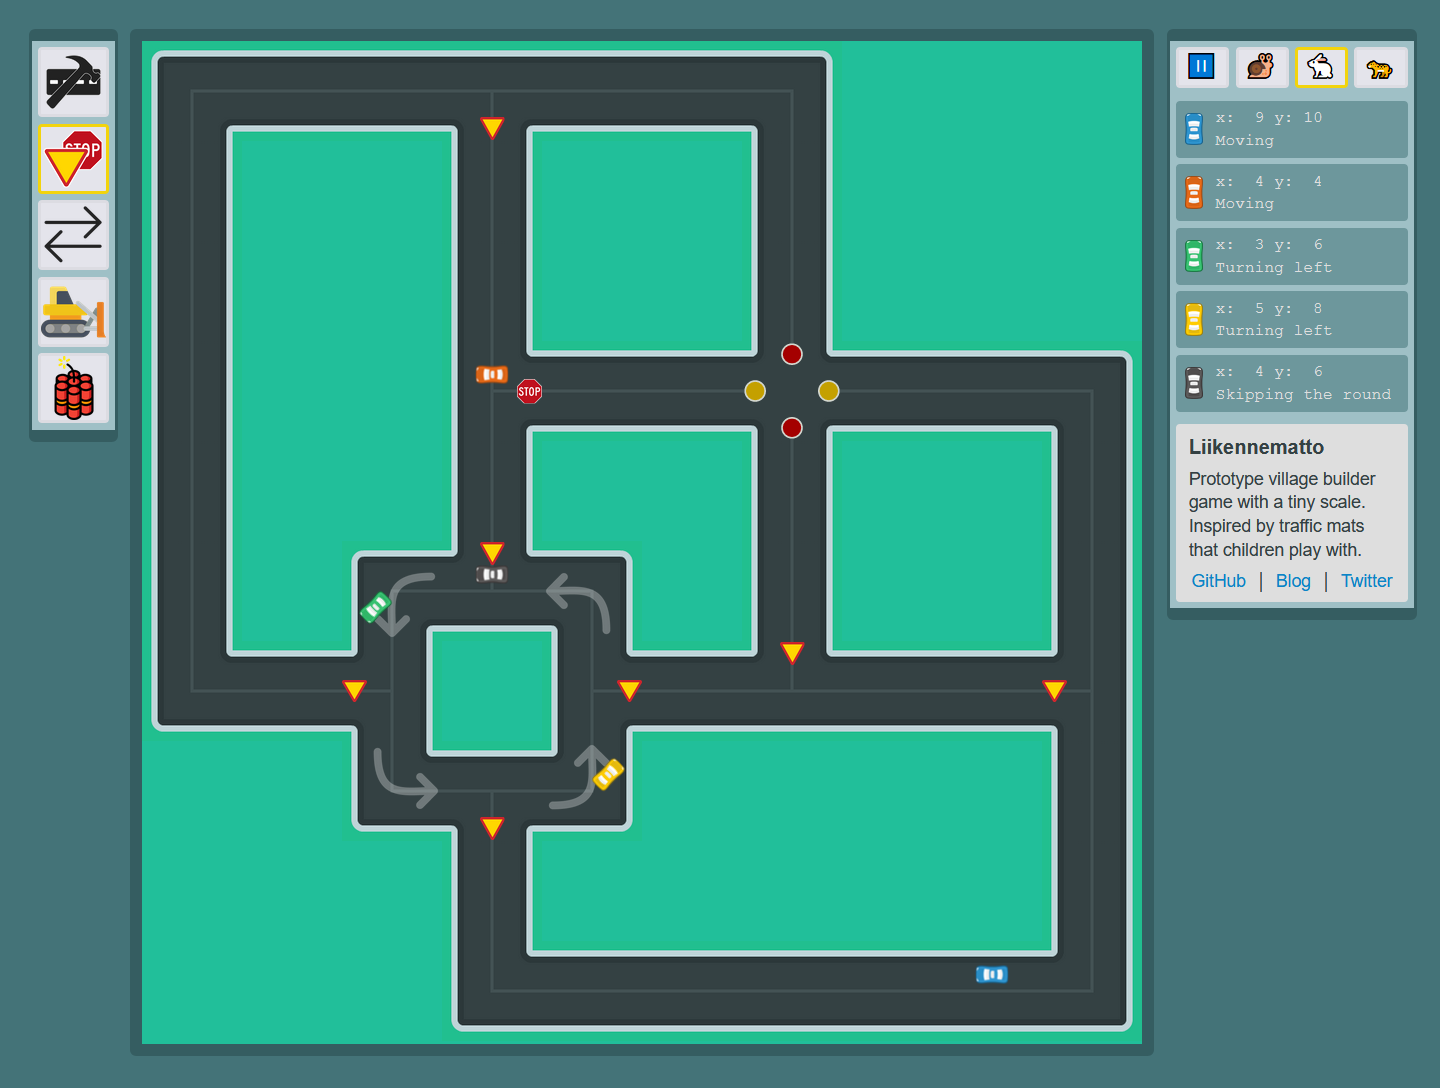 STOP
STOP
x:  9 y: 10
Moving
x:  4 y:  4
Moving
x:  3 y:  6
Turning left
x:  5 y:  8
Turning left
x:  4 y:  6
Skipping the round
Liikennematto
Prototype village builder
game with a tiny scale.
Inspired by traffic mats
that children play with.
GitHub | Blog | Twitter